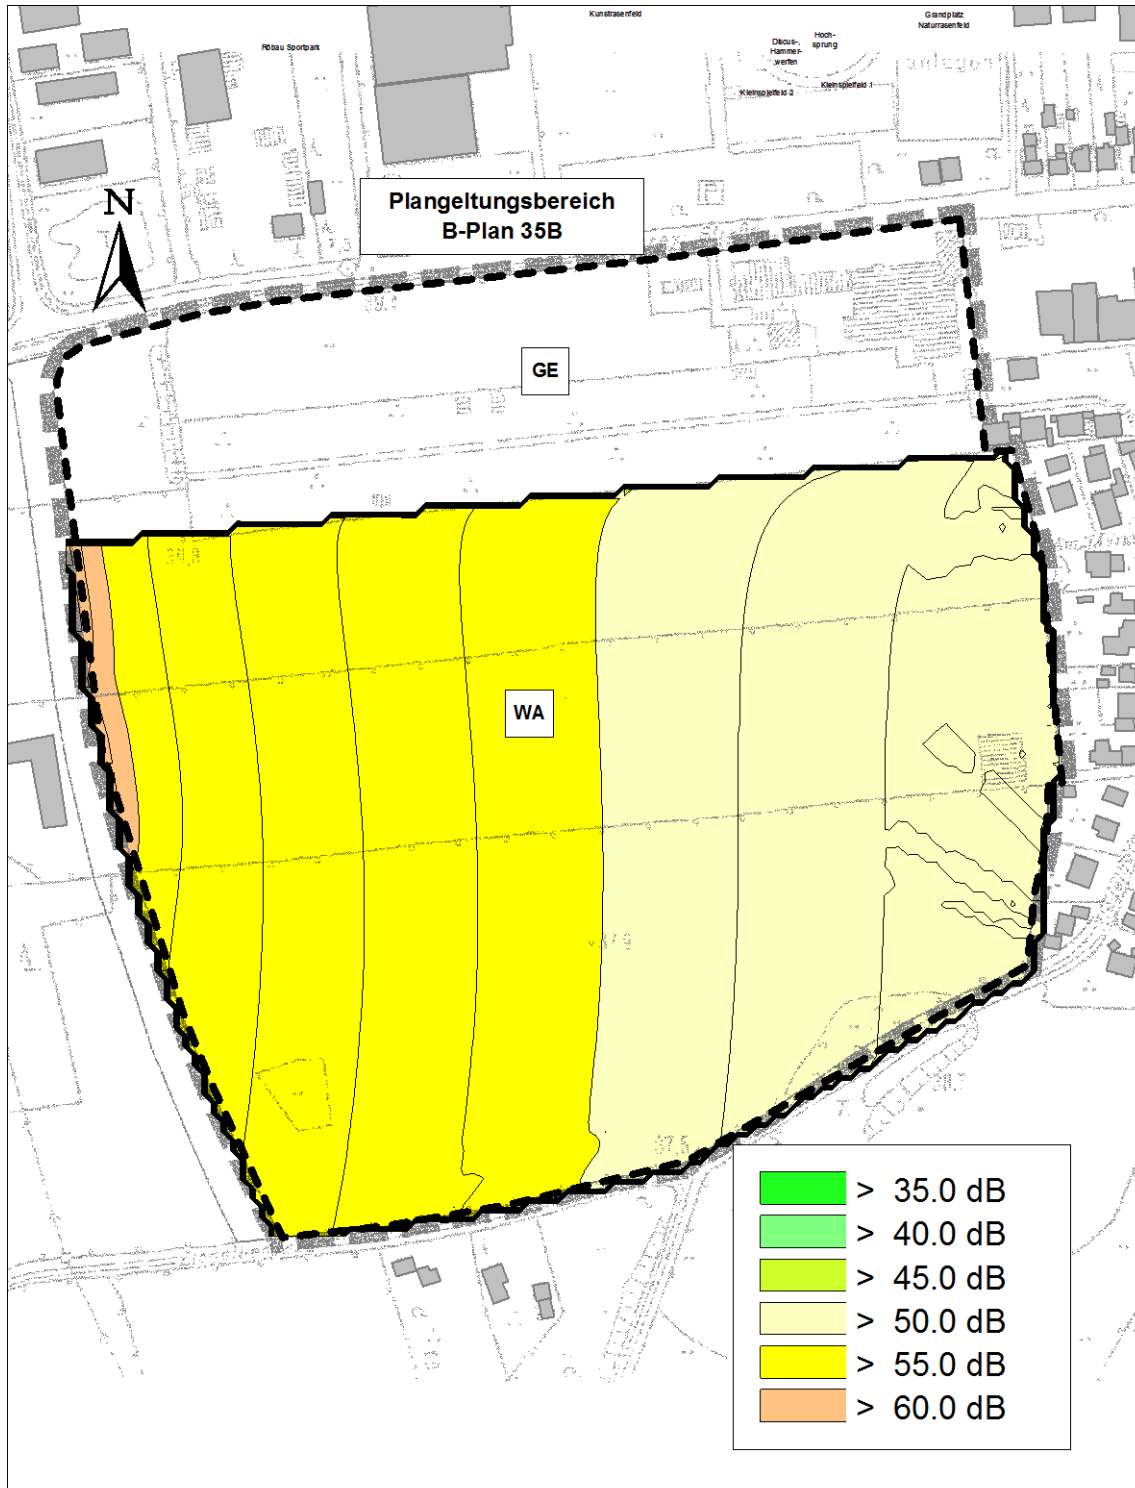 Kunstrasenfeld
Grandplatz
Naturrasenfeld
Röbau Sportpark
Hoch-
sprung
Discus-,
Hammer-
werfen
Kleinspielfeld 2
Kleinspielfeld 1
Plangeltungsbereich
B-Plan 35B
N
GE
WA
> 35.0 dB
> 40.0 dB
> 45.0 dB
> 50.0 dB
> 55.0 dB
> 60.0 dB